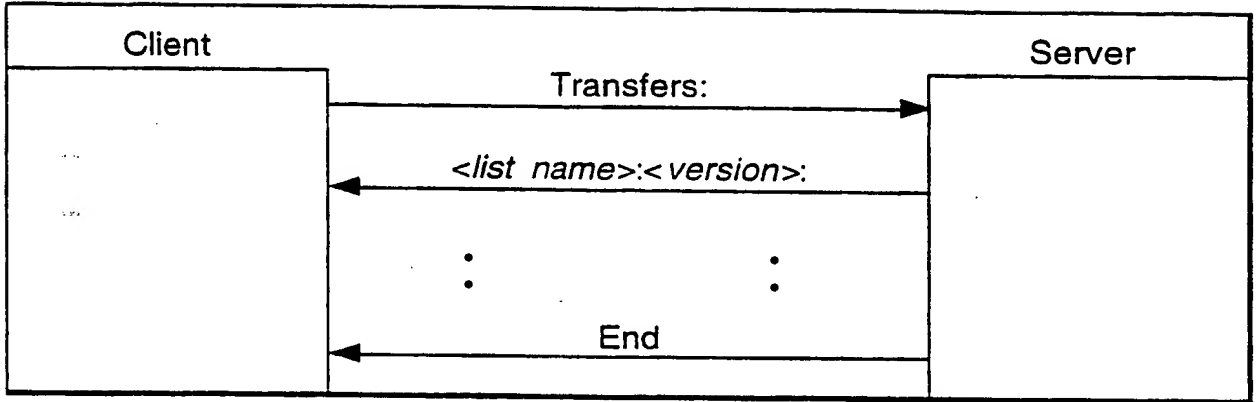 Client
Server
Transfers:
<list name>:<version>:
:
:
End